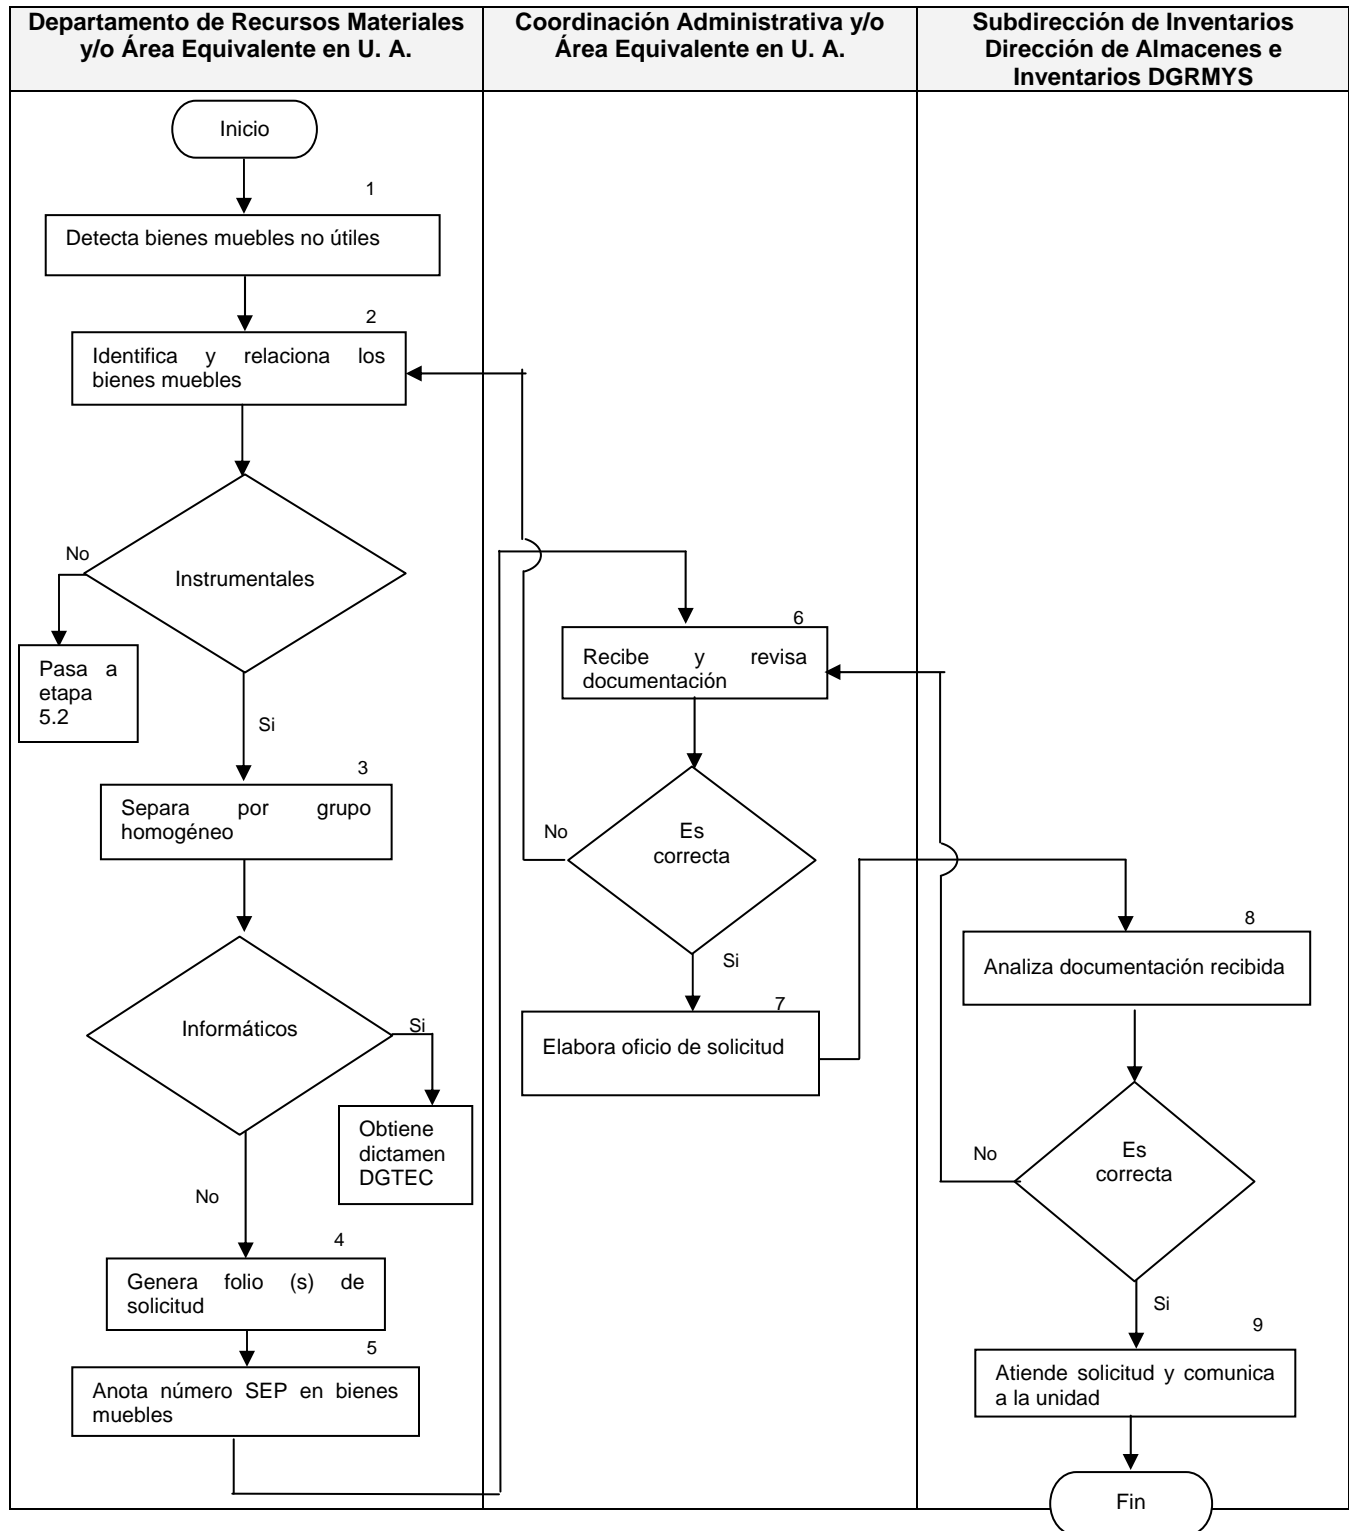 Departamento de Recursos Materiales
y/o Área Equivalente en U. A.
Coordinación Administrativa y/o
Área Equivalente en U. A.
Subdirección de Inventarios
Dirección de Almacenes e
Inventarios DGRMYS
Inicio
1
Detecta bienes muebles no útiles
2
Identifica y relaciona los
bienes muebles
No
Instrumentales
Pasa a
etapa
5.2
Si
3
Separa por grupo
homogéneo
Informáticos
Si
Obtiene
dictamen
DGTEC
No
4
Genera folio (s) de
solicitud
5
Anota número SEP en bienes
muebles
6
Recibe y revisa
documentación
No
Es
correcta
Si
7
Elabora oficio de solicitud
8
Analiza documentación recibida
No
Es
correcta
Si
9
Atiende solicitud y comunica
a la unidad
Fin